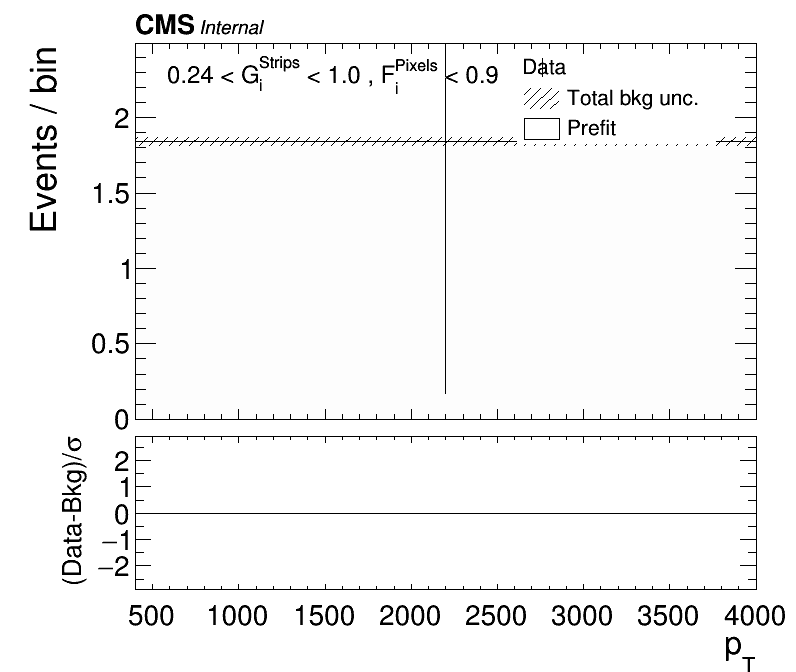 CMS Internal
0.24 < G_i^Strips < 1.0 , F_i^Pixels < 0.9
Data
Total bkg unc.
Prefit
Events / bin
2
1.5
1
0.5
0
(Data-Bkg)/σ
2
1
0
−1
−2
500 1000 1500 2000 2500 3000 3500 4000
p_T